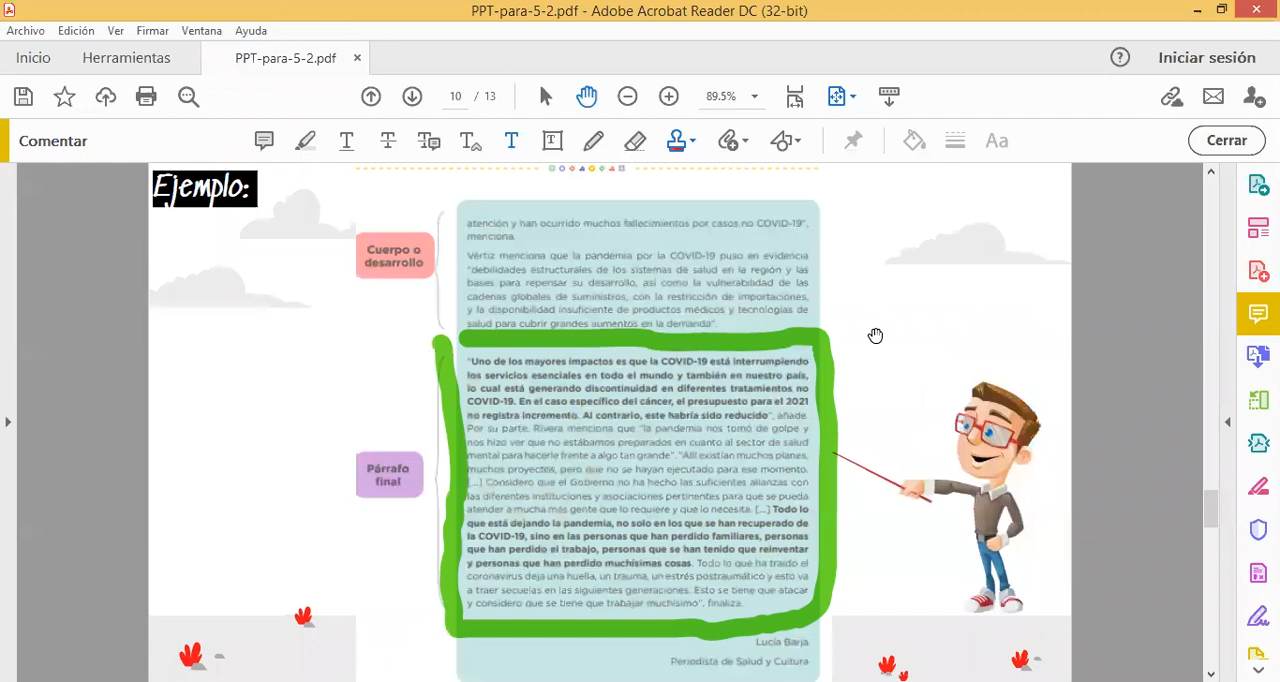 PPT-para-5-2.pdf - Adobe Acrobat Reader DC (32-bit)
Archivo Edición Ver Firmar Ventana Ayuda
Inicio Herramientas PPT-para-5-2.pdf × Iniciar sesión
10 / 13 89.5%
Comentar Cerrar
Ejemplo:
Cuerpo o
desarrollo
atención y han ocurrido muchos fallecimientos por casos no COVID-19",
menciona.
Vértiz menciona que la pandemia por la COVID-19 puso en evidencia
"debilidades estructurales de los sistemas de salud en la región y las
bases para repensar su desarrollo, así como la vulnerabilidad de las
cadenas globales de suministros, con la restricción de importaciones,
y la disponibilidad insuficiente de productos médicos y tecnologías de
salud para cubrir grandes aumentos en la demanda".
Párrafo
final
"Uno de los mayores impactos es que la COVID-19 está interrumpiendo
los servicios esenciales en todo el mundo y también en nuestro país,
lo cual está generando discontinuidad en diferentes tratamientos no
COVID-19. En el caso específico del cáncer, el presupuesto para el 2021
no registra incremento. Al contrario, este habría sido reducido", añade.
Por su parte, Rivera menciona que "la pandemia nos tomó de golpe y
nos hizo ver que no estábamos preparados en cuanto al sector de salud
mental para hacerle frente a algo tan grande". "Allí existían muchos planes,
muchos proyectos, pero que no se hayan ejecutado para ese momento.
[...] Considero que el Gobierno no ha hecho las suficientes alianzas con
las diferentes instituciones y asociaciones pertinentes para que se pueda
atender a mucha más gente que lo requiere y que lo necesita. [...] Todo lo
que está dejando la pandemia, no solo en los que se han recuperado de
la COVID-19, sino en las personas que han perdido familiares, personas
que han perdido el trabajo, personas que se han tenido que reinventar
y personas que han perdido muchísimas cosas. Todo lo que ha traído el
coronavirus deja una huella, un trauma, un estrés postraumático y esto va
a traer secuelas en las siguientes generaciones. Esto se tiene que atacar
y considero que se tiene que trabajar muchísimo", finaliza.
Lucía Barja
Periodista de Salud y Cultura